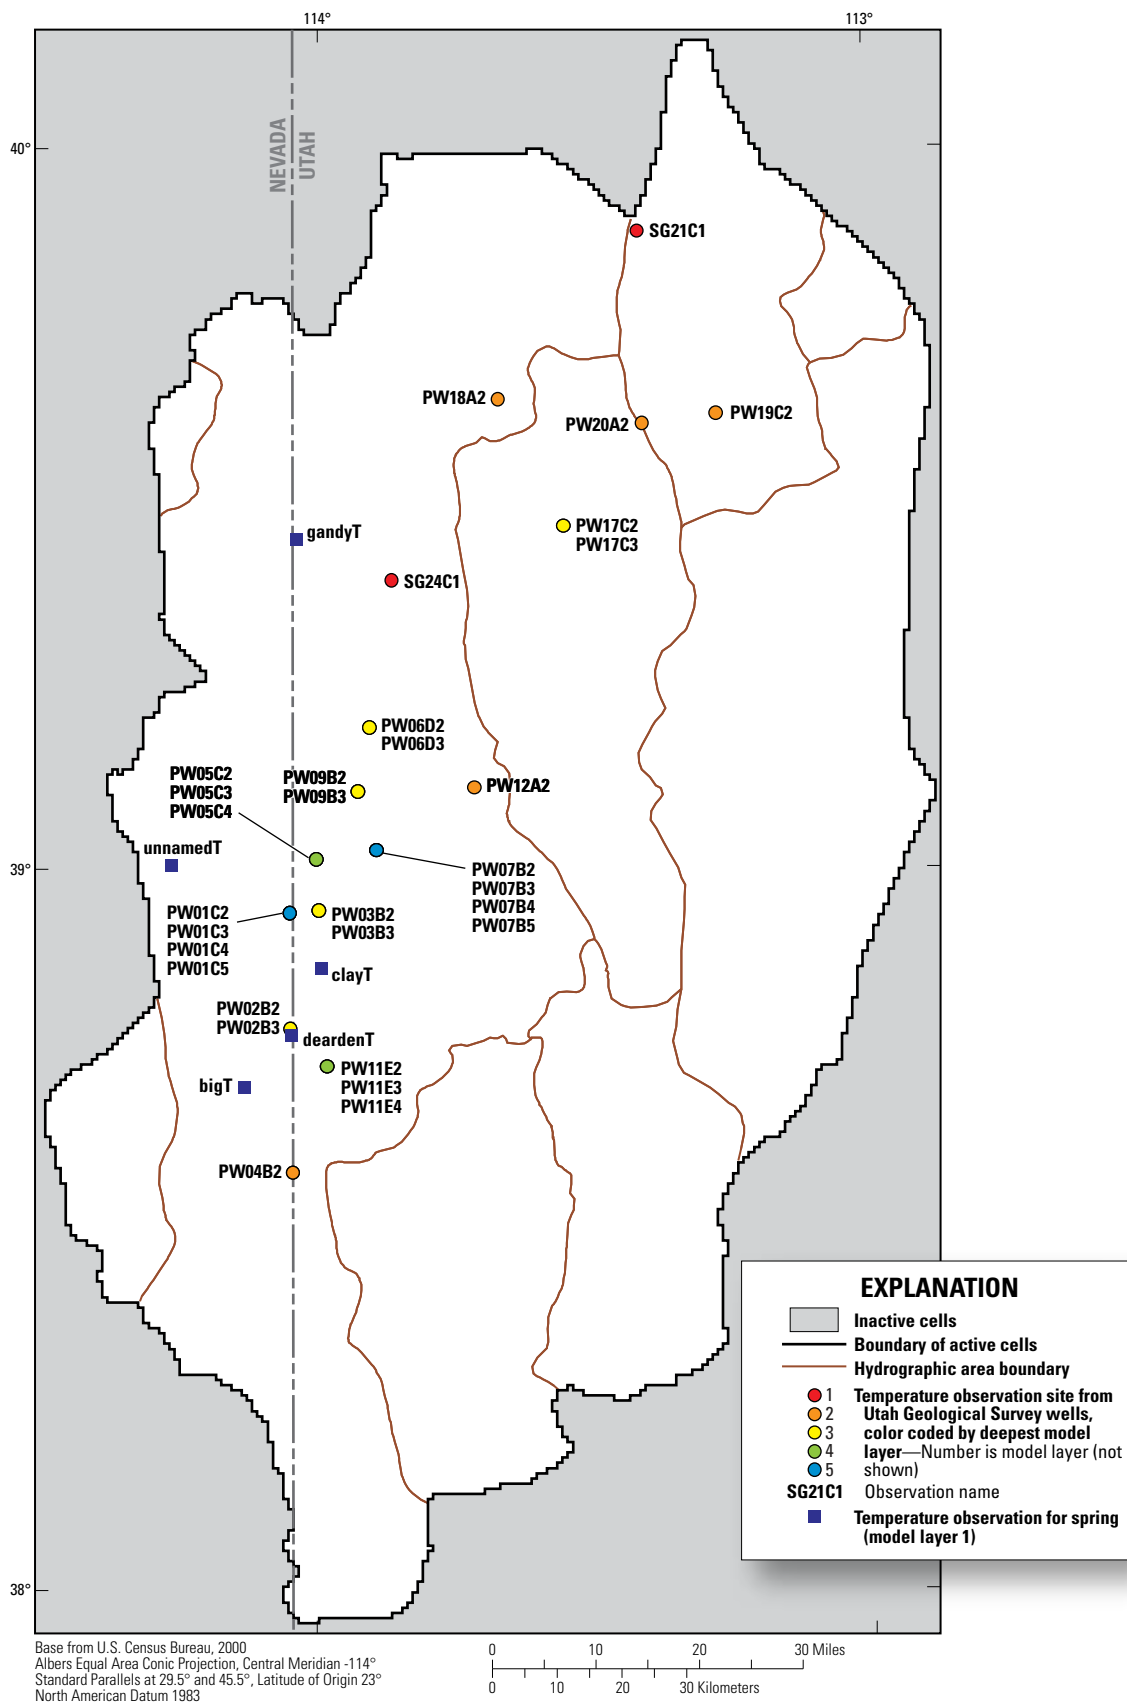 114°
113°
40°
NEVADA
UTAH
SG21C1
PW18A2
PW20A2
PW19C2
PW17C2
PW17C3
gandyT
SG24C1
PW06D2
PW06D3
PW05C2
PW05C3
PW05C4
PW09B2
PW09B3
PW12A2
unnamedT
39°
PW07B2
PW07B3
PW07B4
PW07B5
PW01C2
PW01C3
PW01C4
PW01C5
PW03B2
PW03B3
clayT
PW02B2
PW02B3
deardenT
bigT
PW11E2
PW11E3
PW11E4
PW04B2
38°
EXPLANATION
Inactive cells
Boundary of active cells
Hydrographic area boundary
1 Temperature observation site from
2 Utah Geological Survey wells,
3 color coded by deepest model
4 layer—Number is model layer (not
5 shown)
SG21C1 Observation name
Temperature observation for spring
(model layer 1)
Base from U.S. Census Bureau, 2000
Albers Equal Area Conic Projection, Central Meridian -114°
Standard Parallels at 29.5° and 45.5°, Latitude of Origin 23°
North American Datum 1983
0 10 20 30 Miles
0 10 20 30 Kilometers